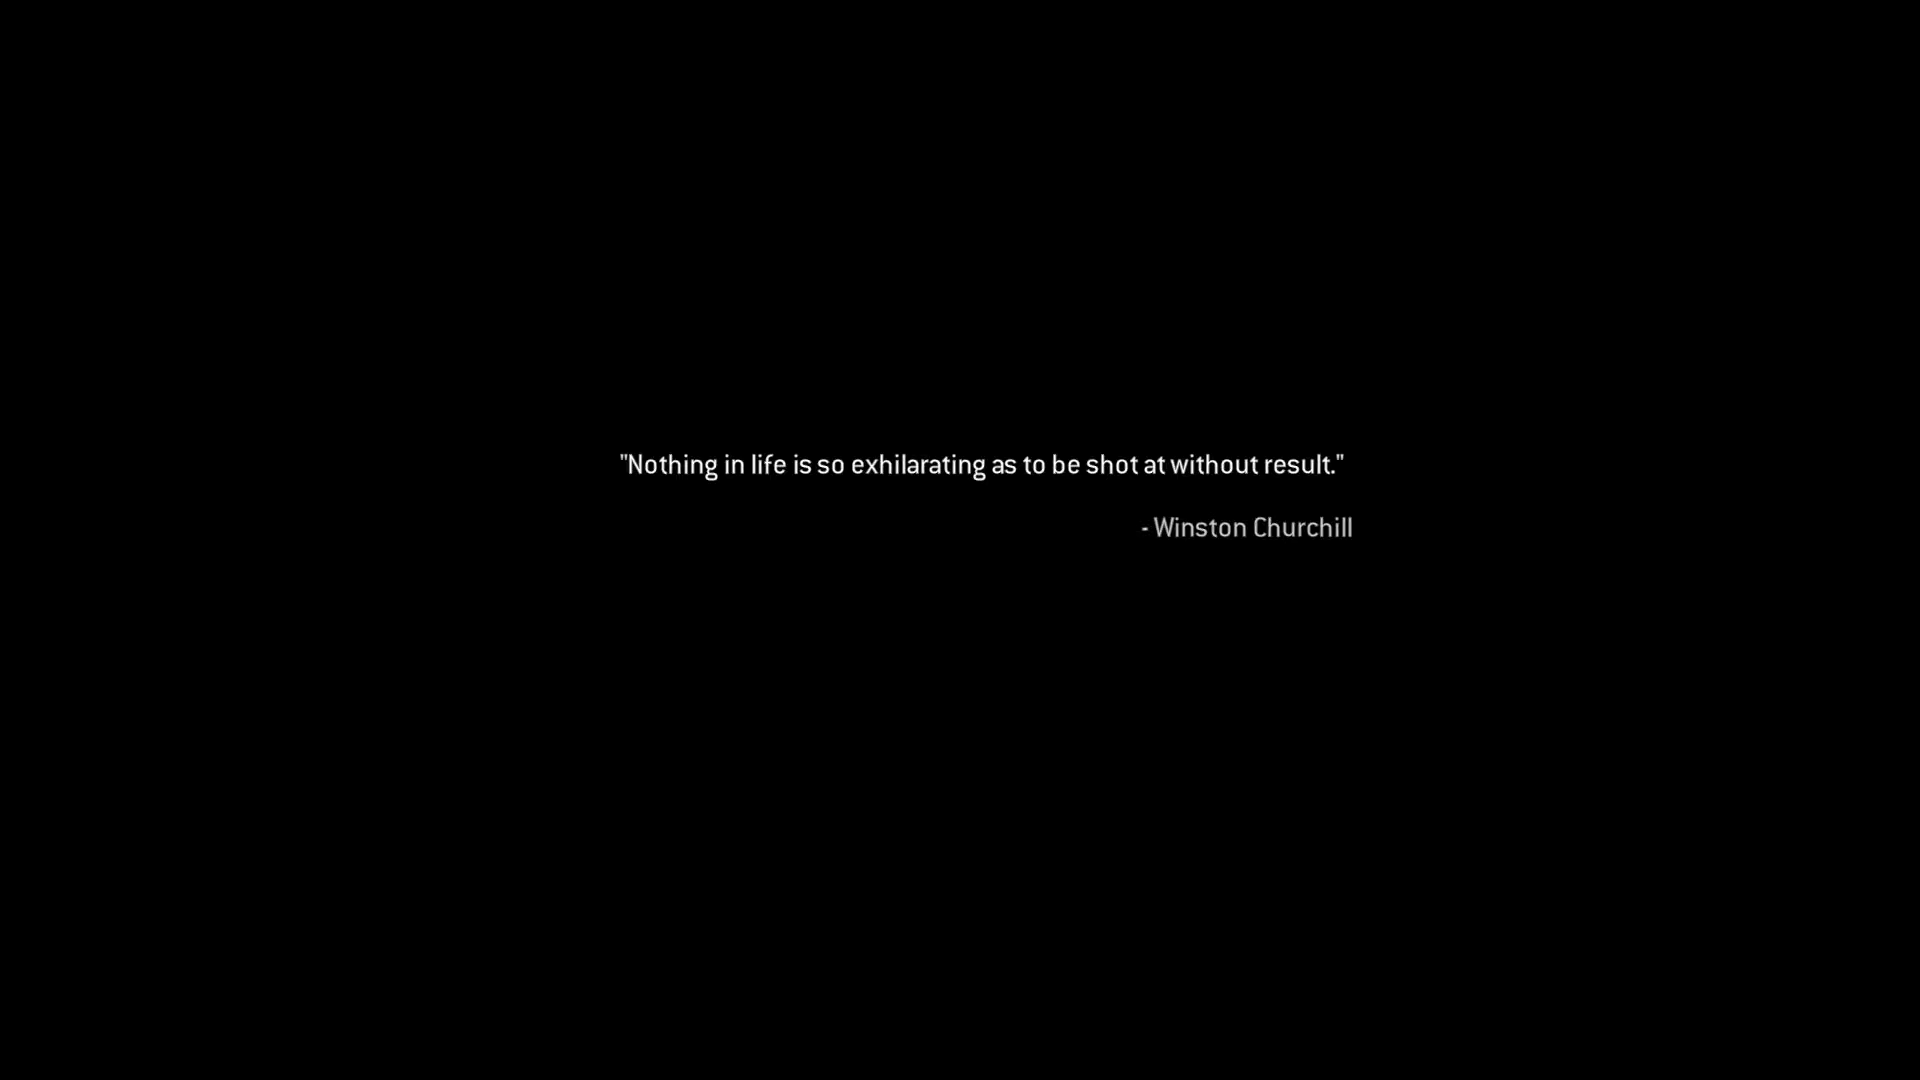 "Nothing in life is so exhilarating as to be shot at without result."
- Winston Churchill